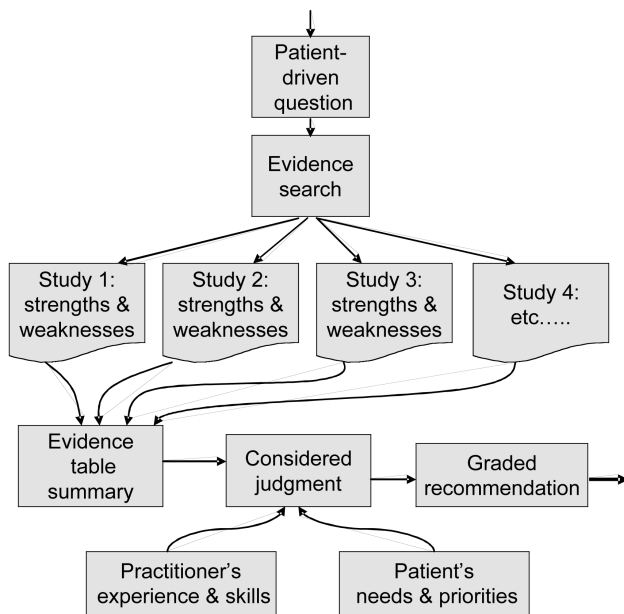 Patient-
driven
question
Evidence
search
Study 1:
strengths &
weaknesses
Study 2:
strengths &
weaknesses
Study 3:
strengths &
weaknesses
Study 4:
etc.....
Evidence
table
summary
Considered
judgment
Graded
recommendation
Practitioner's
experience & skills
Patient's
needs & priorities